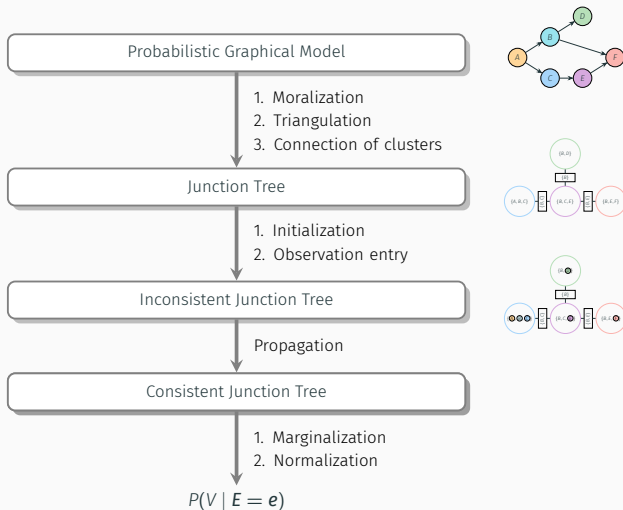 D
Probabilistic Graphical Model
B
A
F
C
E
1. Moralization
2. Triangulation
3. Connection of clusters
{B, D}
{B}
Junction Tree
{A, B, C}
{B, C}
{B, C, E}
{B, E}
{B, E, F}
1. Initialization
2. Observation entry
{B}
Inconsistent Junction Tree
{B, C}
{B, E}
Propagation
Consistent Junction Tree
1. Marginalization
2. Normalization
P(V | E = e)